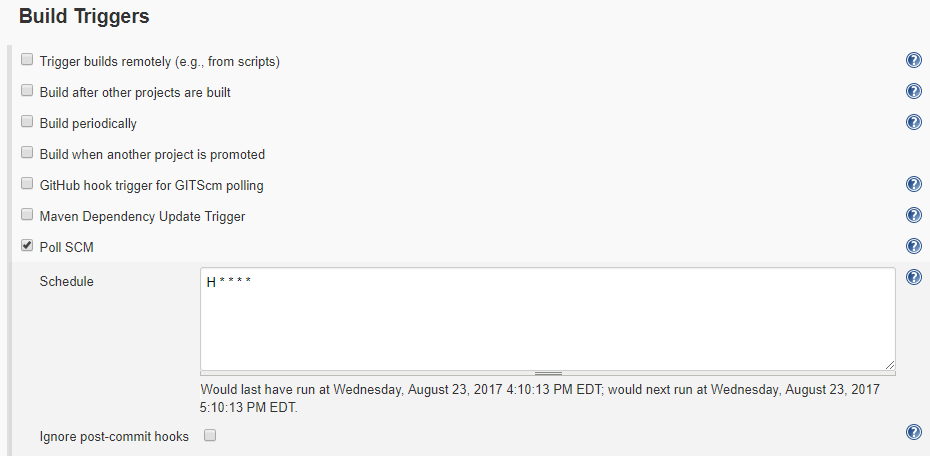 Build Triggers
Trigger builds remotely (e.g., from scripts)
Build after other projects are built
Build periodically
Build when another project is promoted
GitHub hook trigger for GITScm polling
Maven Dependency Update Trigger
Poll SCM
Schedule
H * * * *
Would last have run at Wednesday, August 23, 2017 4:10:13 PM EDT; would next run at Wednesday, August 23, 2017
5:10:13 PM EDT.
Ignore post-commit hooks